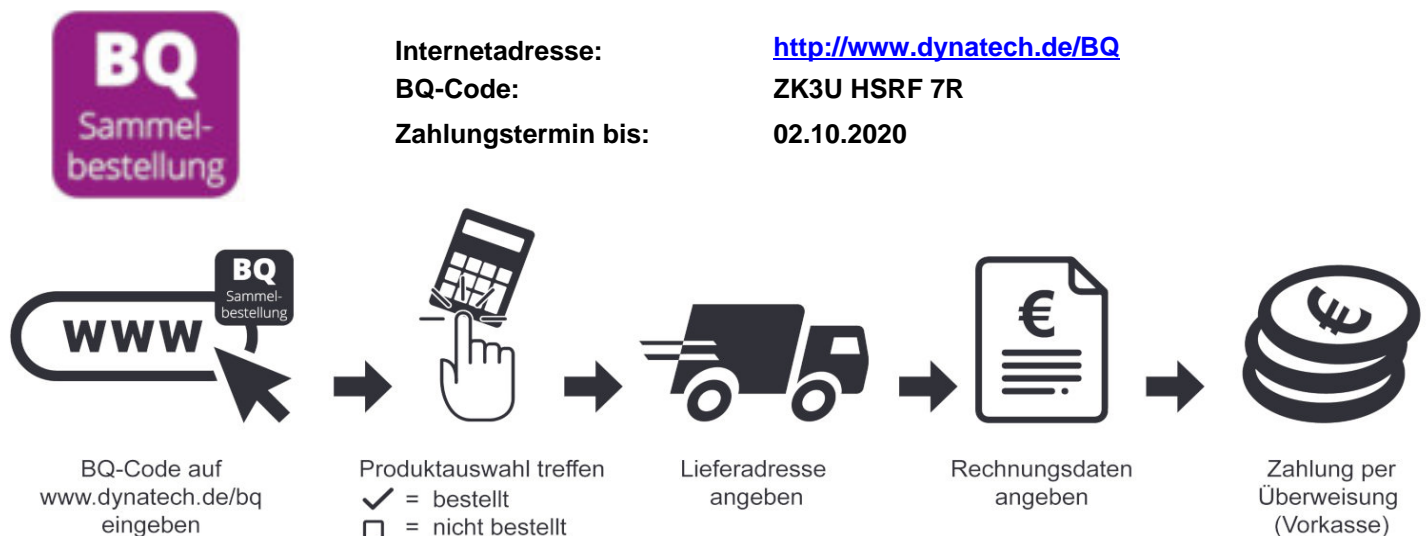 BQ
Sammel-
bestellung
Internetadresse: http://www.dynatech.de/BQ
BQ-Code: ZK3U HSRF 7R
Zahlungstermin bis: 02.10.2020
BQ
Sammel-
bestellung
www
€
€
BQ-Code auf
www.dynatech.de/bq
eingeben
Produktauswahl treffen
✓ = bestellt
☐ = nicht bestellt
Lieferadresse
angeben
Rechnungsdaten
angeben
Zahlung per
Überweisung
(Vorkasse)